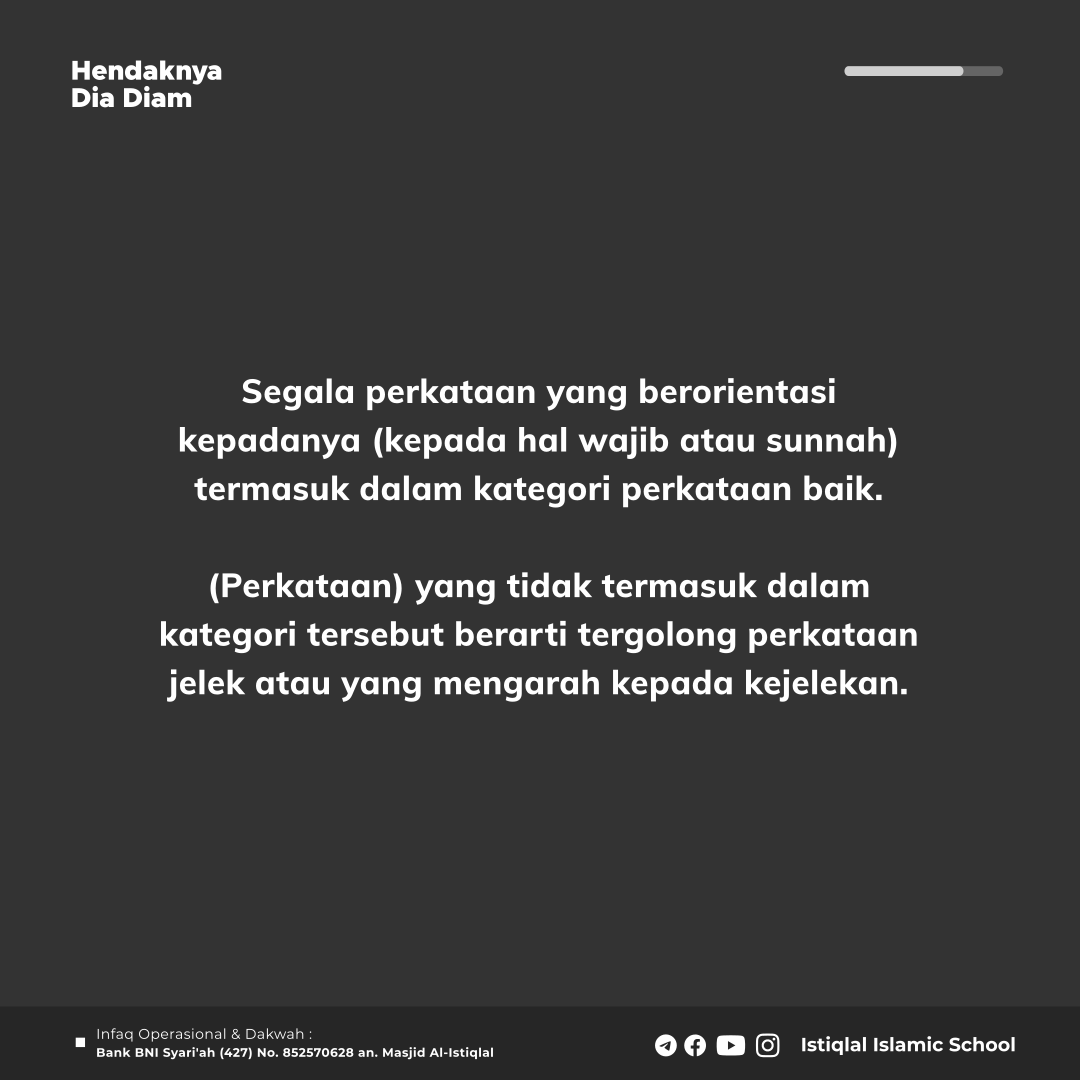 Hendaknya
Dia Diam
Segala perkataan yang berorientasi
kepadanya (kepada hal wajib atau sunnah)
termasuk dalam kategori perkataan baik.
(Perkataan) yang tidak termasuk dalam
kategori tersebut berarti tergolong perkataan
jelek atau yang mengarah kepada kejelekan.
Infaq Operasional & Dakwah :
Bank BNI Syari'ah (427) No. 852570628 an. Masjid Al-Istiqlal
Istiqlal Islamic School